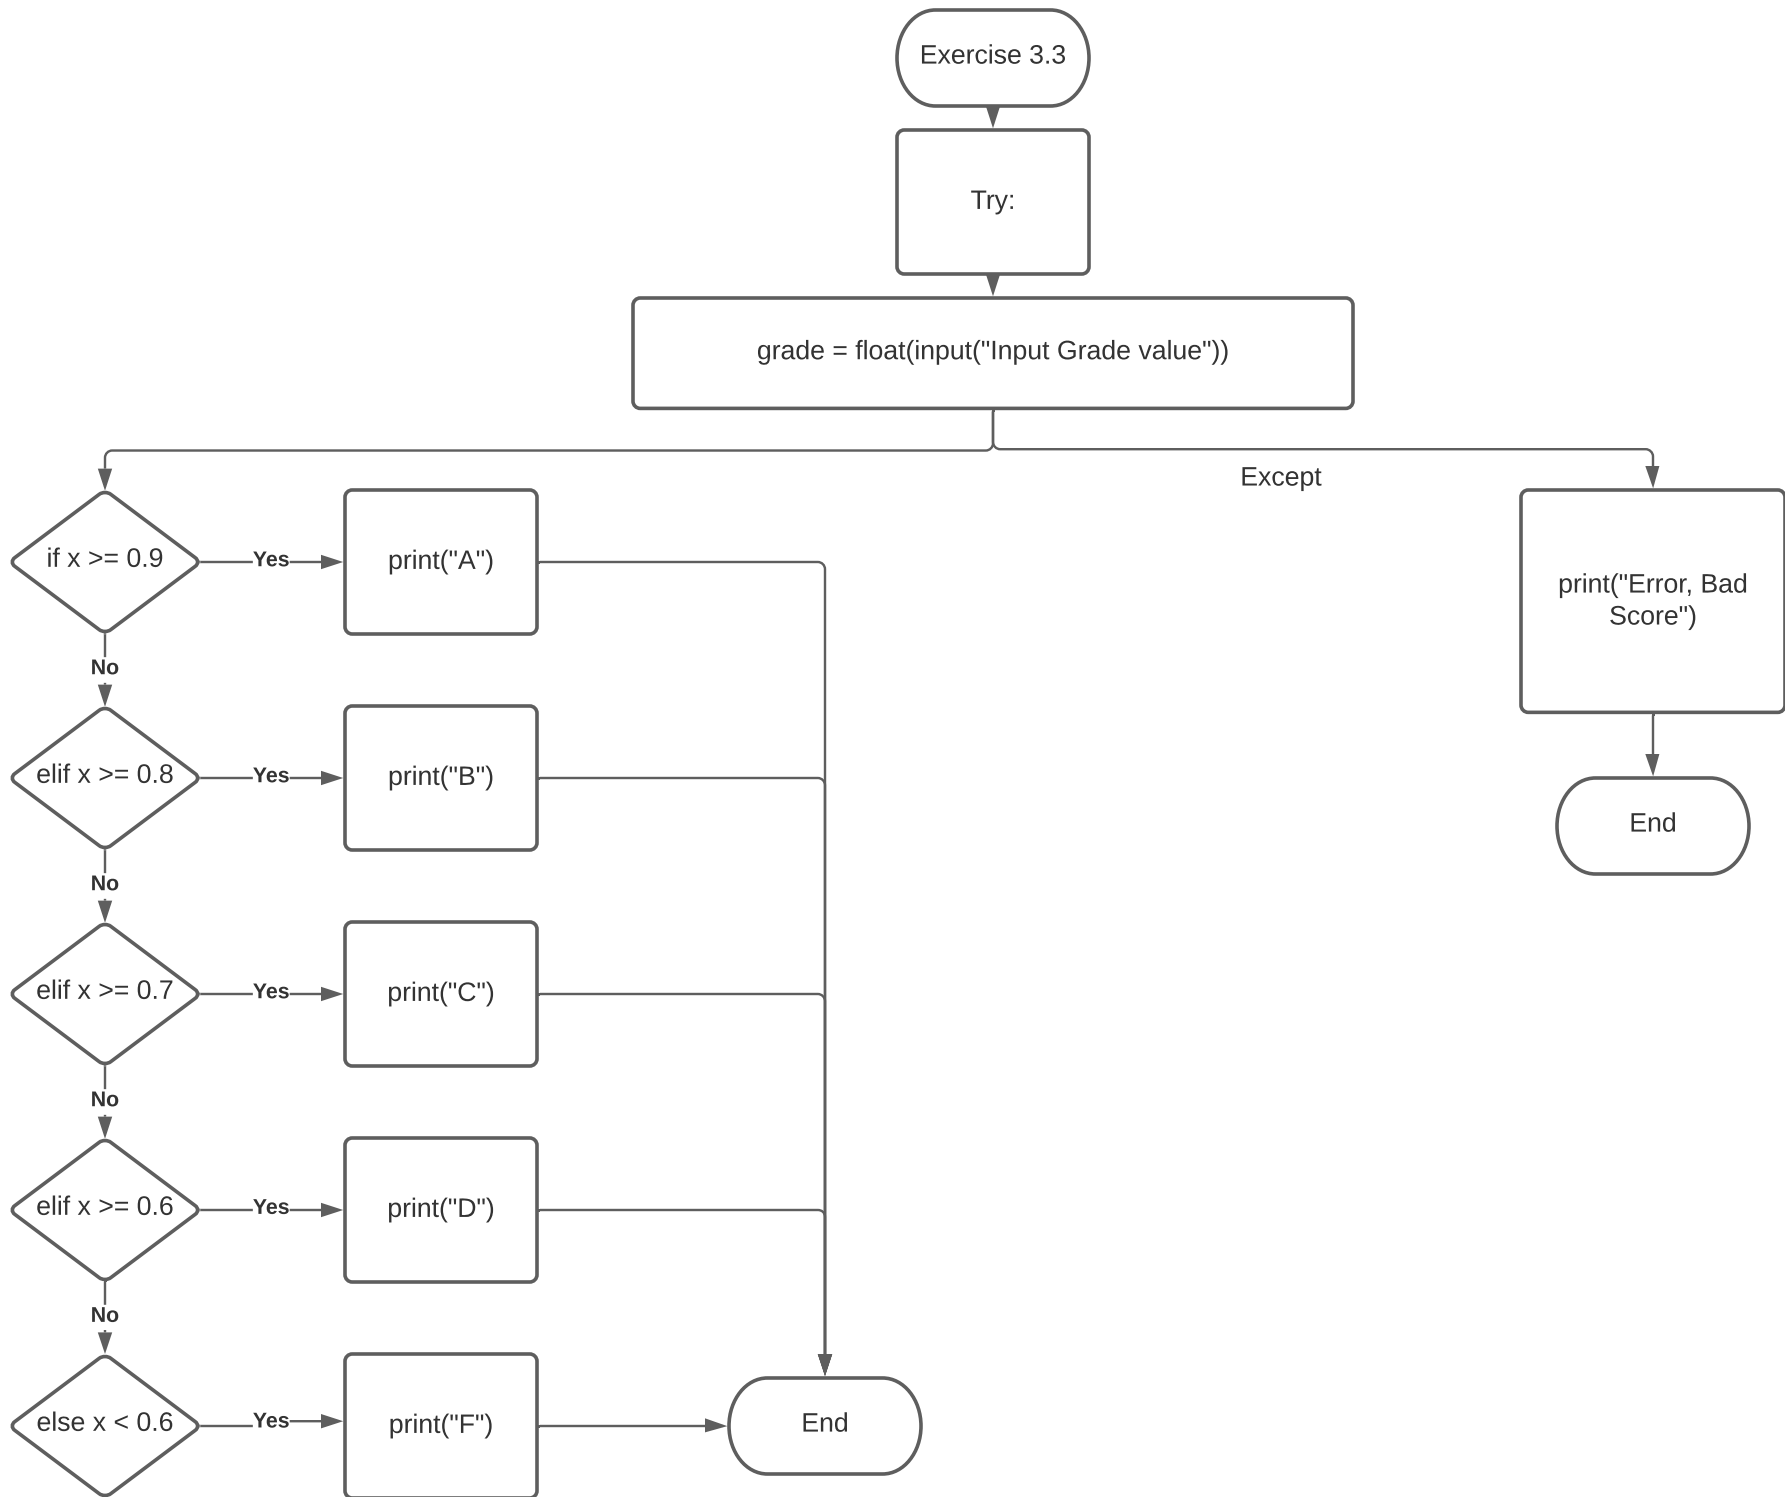 Exercise 3.3
Try:
grade = float(input("Input Grade value"))
Except
if x >= 0.9
Yes
print("A")
print("Error, Bad
Score")
No
elif x >= 0.8
Yes
print("B")
End
No
elif x >= 0.7
Yes
print("C")
No
elif x >= 0.6
Yes
print("D")
No
else x < 0.6
Yes
print("F")
End